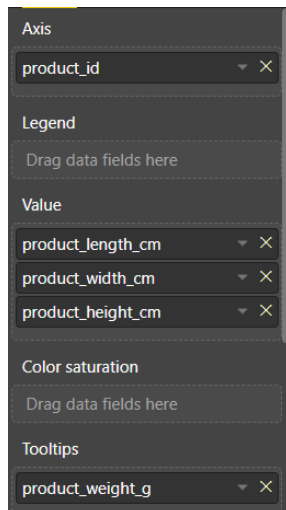 Axis
product_id
Legend
Drag data fields here
Value
product_length_cm
product_width_cm
product_height_cm
Color saturation
Drag data fields here
Tooltips
product_weight_g